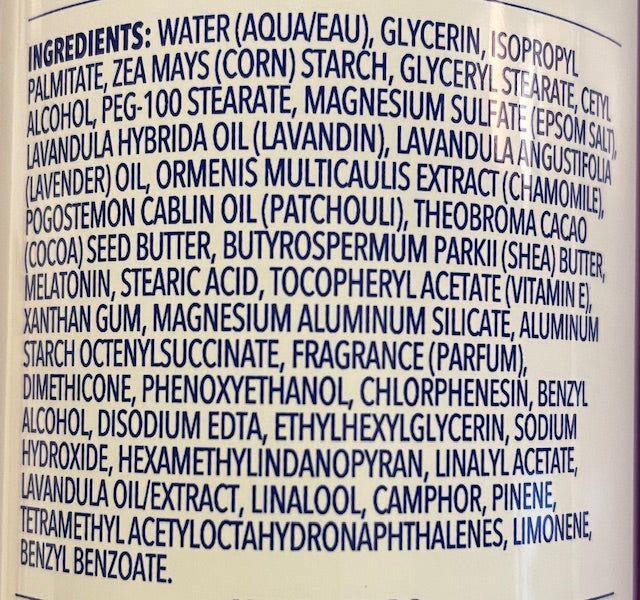 INGREDIENTS: WATER (AQUA/EAU), GLYCERIN, ISOPROPYL
PALMITATE, ZEA MAYS (CORN) STARCH, GLYCERYL STEARATE, CETYL
ALCOHOL, PEG-100 STEARATE, MAGNESIUM SULFATE (EPSOM SALT),
LAVANDULA HYBRIDA OIL (LAVANDIN), LAVANDULA ANGUSTIFOLIA
(LAVENDER) OIL, ORMENIS MULTICAULIS EXTRACT (CHAMOMILE),
POGOSTEMON CABLIN OIL (PATCHOULI), THEOBROMA CACAO
(COCOA) SEED BUTTER, BUTYROSPERMUM PARKII (SHEA) BUTTER,
MELATONIN, STEARIC ACID, TOCOPHERYL ACETATE (VITAMIN E),
XANTHAN GUM, MAGNESIUM ALUMINUM SILICATE, ALUMINUM
STARCH OCTENYLSUCCINATE, FRAGRANCE (PARFUM),
DIMETHICONE, PHENOXYETHANOL, CHLORPHENESIN, BENZYL
ALCOHOL, DISODIUM EDTA, ETHYLHEXYLGLYCERIN, SODIUM
HYDROXIDE, HEXAMETHYLINDANOPYRAN, LINALYL ACETATE,
LAVANDULA OIL/EXTRACT, LINALOOL, CAMPHOR, PINENE,
TETRAMETHYL ACETYLOCTAHYDRONAPHTHALENES, LIMONENE,
BENZYL BENZOATE.